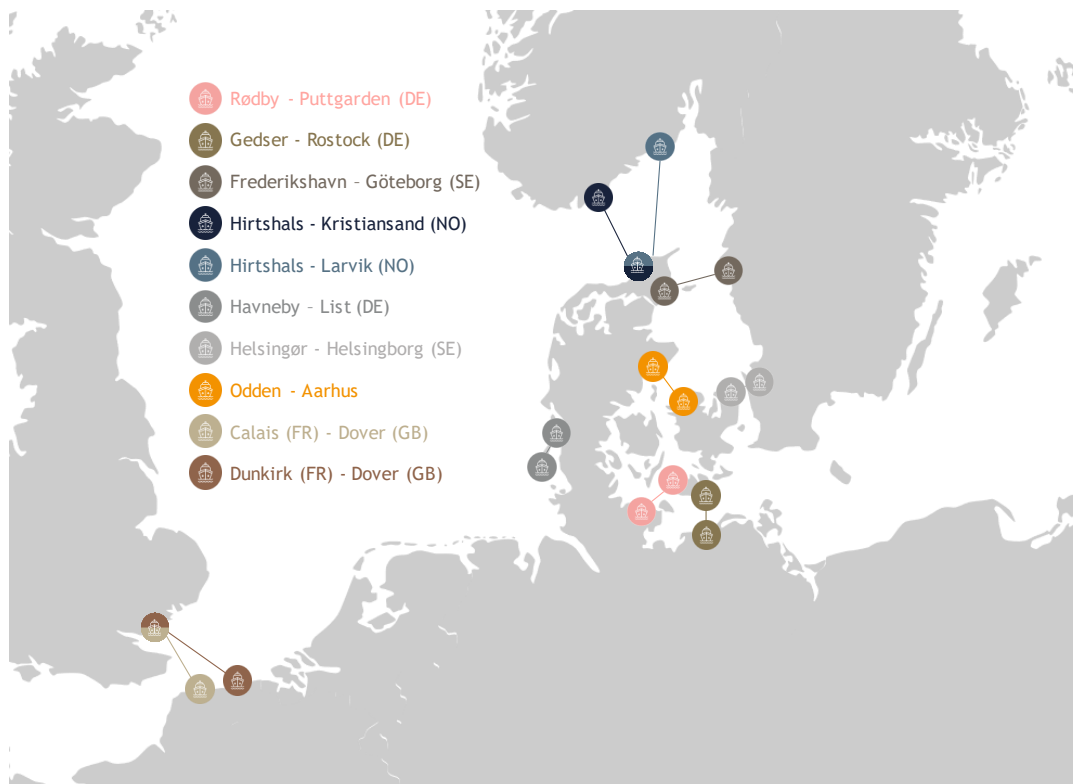 Rødby - Puttgarden (DE)
Gedser - Rostock (DE)
Frederikshavn – Göteborg (SE)
Hirtshals - Kristiansand (NO)
Hirtshals - Larvik (NO)
Havneby – List (DE)
Helsingør - Helsingborg (SE)
Odden - Aarhus
Calais (FR) - Dover (GB)
Dunkirk (FR) - Dover (GB)